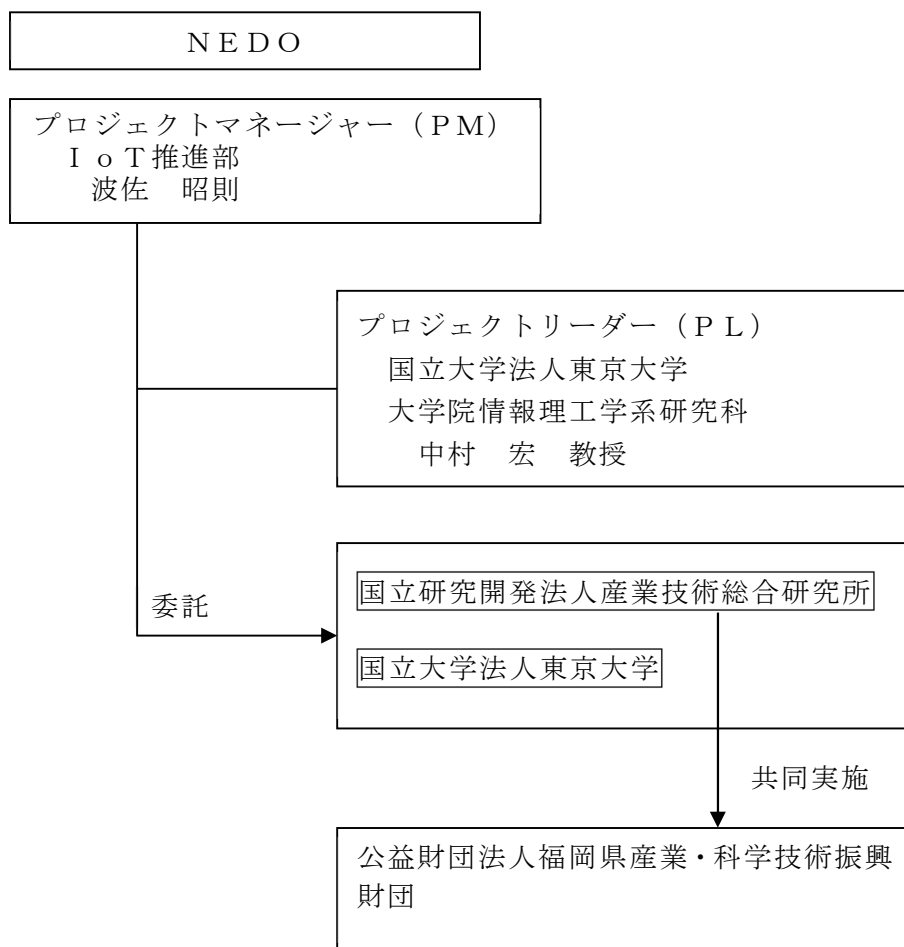 ＮＥＤＯ
プロジェクトマネージャー（ＰＭ）
ＩｏＴ推進部
波佐　昭則
プロジェクトリーダー（ＰＬ）
国立大学法人東京大学
大学院情報理工学系研究科
中村　宏　教授
委託
国立研究開発法人産業技術総合研究所
国立大学法人東京大学
共同実施
公益財団法人福岡県産業・科学技術振興
財団